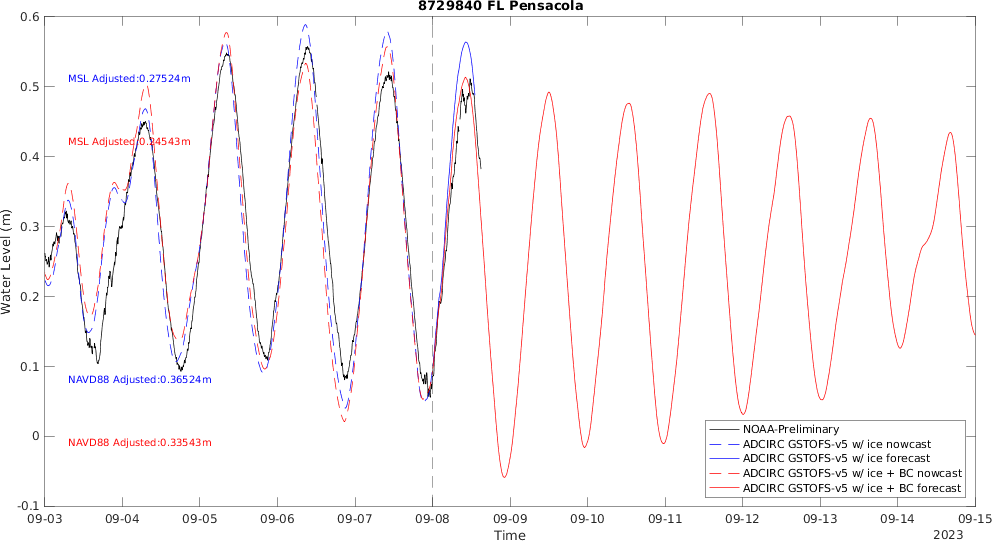 8729840 FL Pensacola
0.6
0.5
0.4
0.3
0.2
0.1
0
-0.1
Water Level (m)
MSL Adjusted:0.27524m
MSL Adjusted:0.24543m
NAVD88 Adjusted:0.36524m
NAVD88 Adjusted:0.33543m
NOAA-Preliminary
ADCIRC GSTOFS-v5 w/ ice nowcast
ADCIRC GSTOFS-v5 w/ ice forecast
ADCIRC GSTOFS-v5 w/ ice + BC nowcast
ADCIRC GSTOFS-v5 w/ ice + BC forecast
09-03 09-04 09-05 09-06 09-07 09-08 09-09 09-10 09-11 09-12 09-13 09-14 09-15
Time
2023